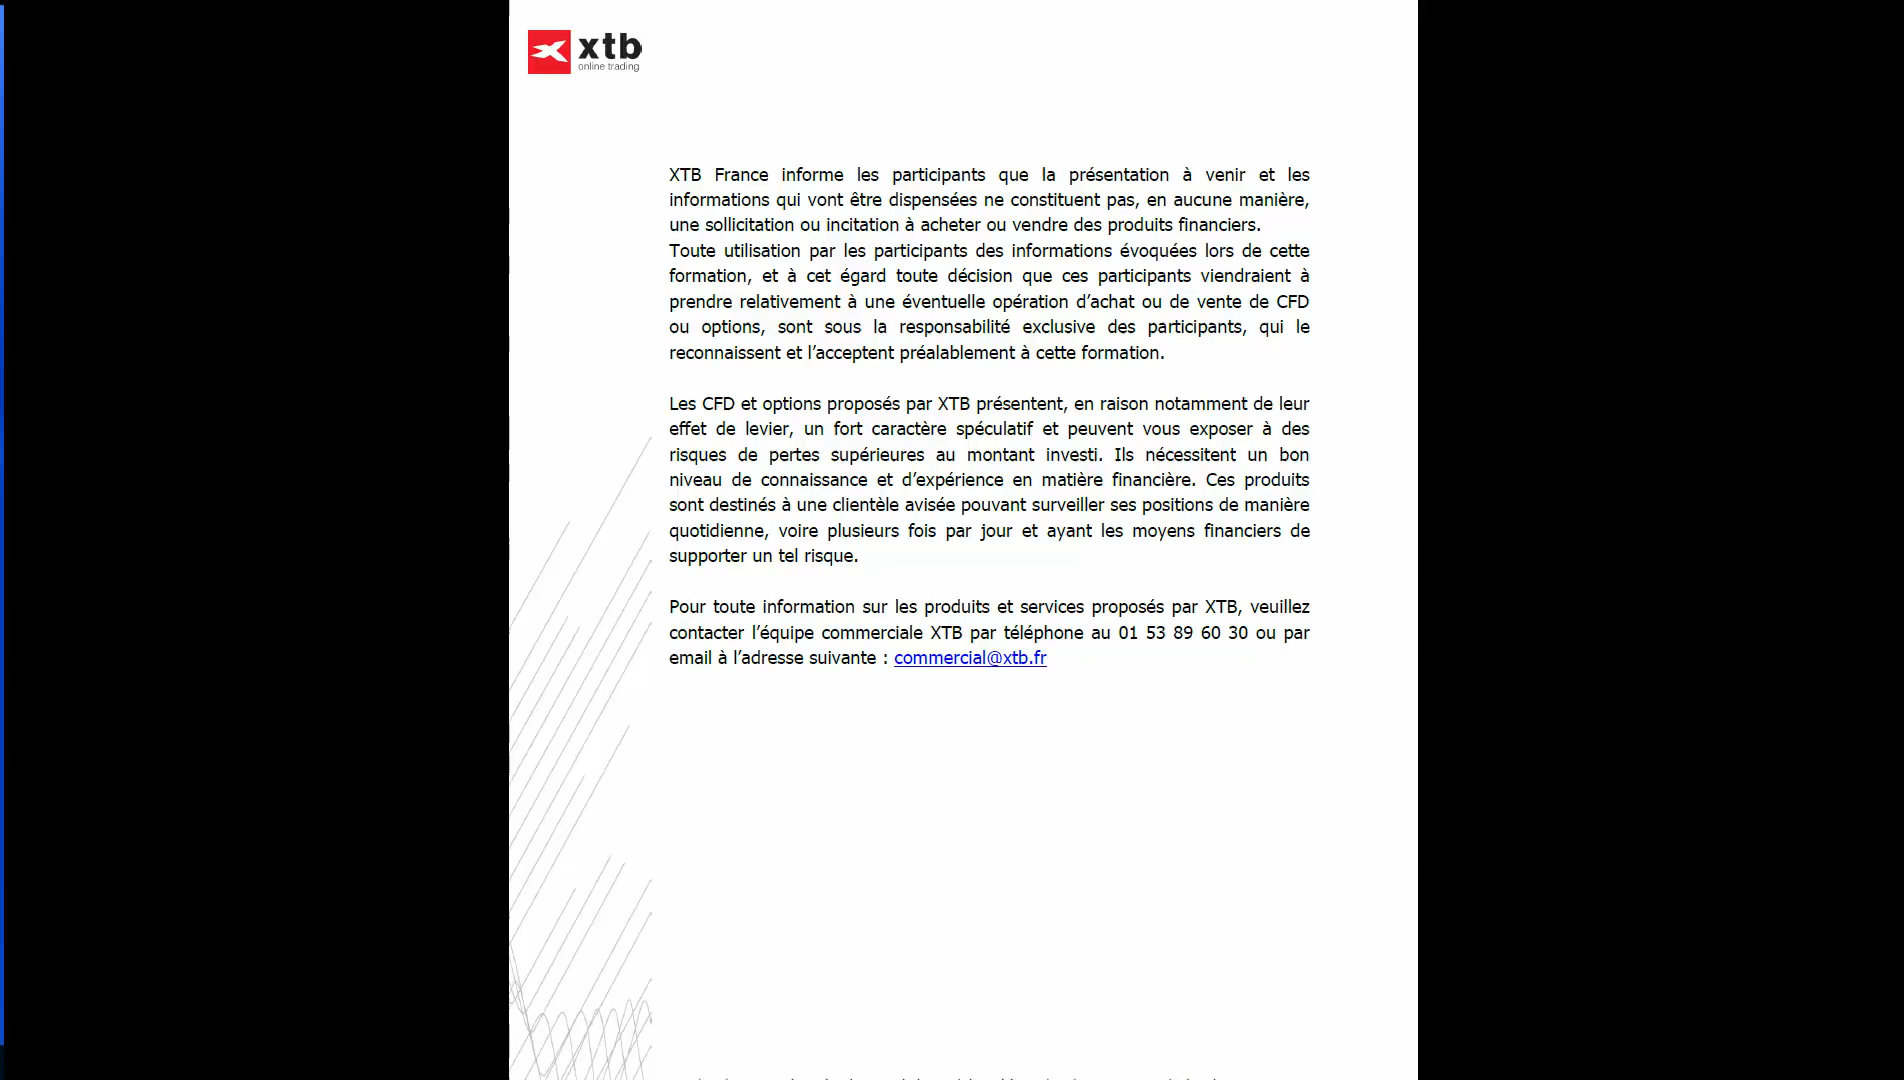 xtb
online trading
XTB France informe les participants que la présentation à venir et les
informations qui vont être dispensées ne constituent pas, en aucune manière,
une sollicitation ou incitation à acheter ou vendre des produits financiers.
Toute utilisation par les participants des informations évoquées lors de cette
formation, et à cet égard toute décision que ces participants viendraient à
prendre relativement à une éventuelle opération d’achat ou de vente de CFD
ou options, sont sous la responsabilité exclusive des participants, qui le
reconnaissent et l’acceptent préalablement à cette formation.
Les CFD et options proposés par XTB présentent, en raison notamment de leur
effet de levier, un fort caractère spéculatif et peuvent vous exposer à des
risques de pertes supérieures au montant investi. Ils nécessitent un bon
niveau de connaissance et d’expérience en matière financière. Ces produits
sont destinés à une clientèle avisée pouvant surveiller ses positions de manière
quotidienne, voire plusieurs fois par jour et ayant les moyens financiers de
supporter un tel risque.
Pour toute information sur les produits et services proposés par XTB, veuillez
contacter l’équipe commerciale XTB par téléphone au 01 53 89 60 30 ou par
email à l’adresse suivante : commercial@xtb.fr